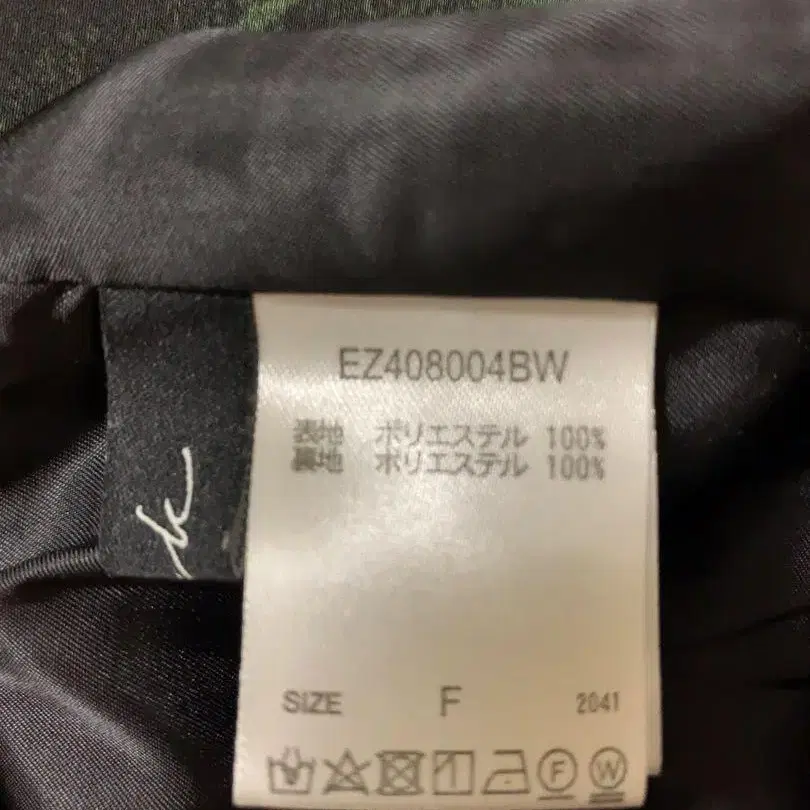 EZ408004BW
表地 ポリエステル 100%
裏地 ポリエステル 100%
SIZE F 2041
F W